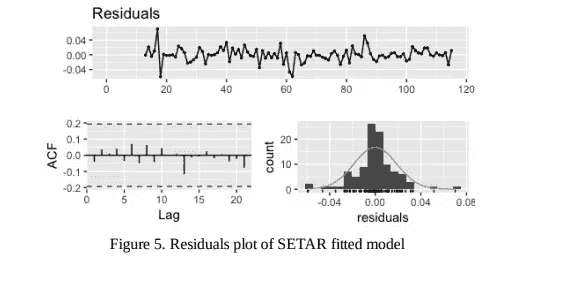 Residuals
0.04
0.00
-0.04
0 20 40 60 80 100 120
0.2
0.1
0.0
-0.1
-0.2
ACF
0 5 10 15 20
Lag
20
10
0
count
-0.04 0.00 0.04 0.08
residuals
Figure 5. Residuals plot of SETAR fitted model